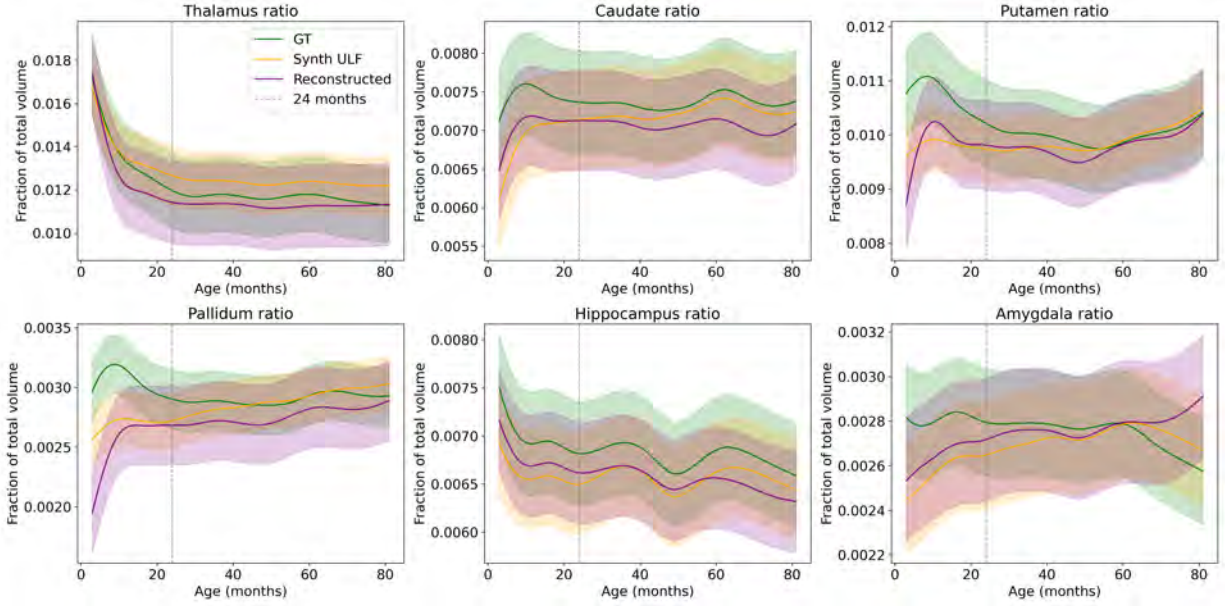 Thalamus ratio
Fraction of total volume
0.018
0.016
0.014
0.012
0.010
GT
Synth ULF
Reconstructed
24 months
0 20 40 60 80
Age (months)
Caudate ratio
Fraction of total volume
0.0080
0.0075
0.0070
0.0065
0.0060
0.0055
0 20 40 60 80
Age (months)
Putamen ratio
Fraction of total volume
0.012
0.011
0.010
0.009
0.008
0 20 40 60 80
Age (months)
Pallidum ratio
Fraction of total volume
0.0035
0.0030
0.0025
0.0020
0 20 40 60 80
Age (months)
Hippocampus ratio
Fraction of total volume
0.0080
0.0075
0.0070
0.0065
0.0060
0 20 40 60 80
Age (months)
Amygdala ratio
Fraction of total volume
0.0032
0.0030
0.0028
0.0026
0.0024
0.0022
0 20 40 60 80
Age (months)